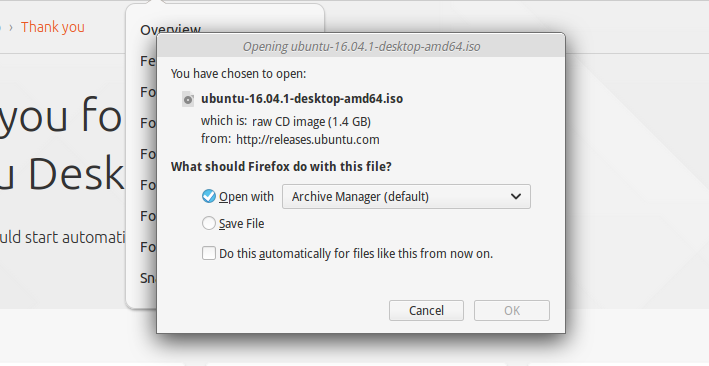 › Thank you
Overview
Opening ubuntu-16.04.1-desktop-amd64.iso
You have chosen to open:
ubuntu-16.04.1-desktop-amd64.iso
which is: raw CD image (1.4 GB)
from: http://releases.ubuntu.com
What should Firefox do with this file?
Open with Archive Manager (default)
Save File
Do this automatically for files like this from now on.
Cancel OK
you fo
u Desk
uld start automati
Fe
Fo
Fo
Fo
Fo
Fo
Fo
Sna